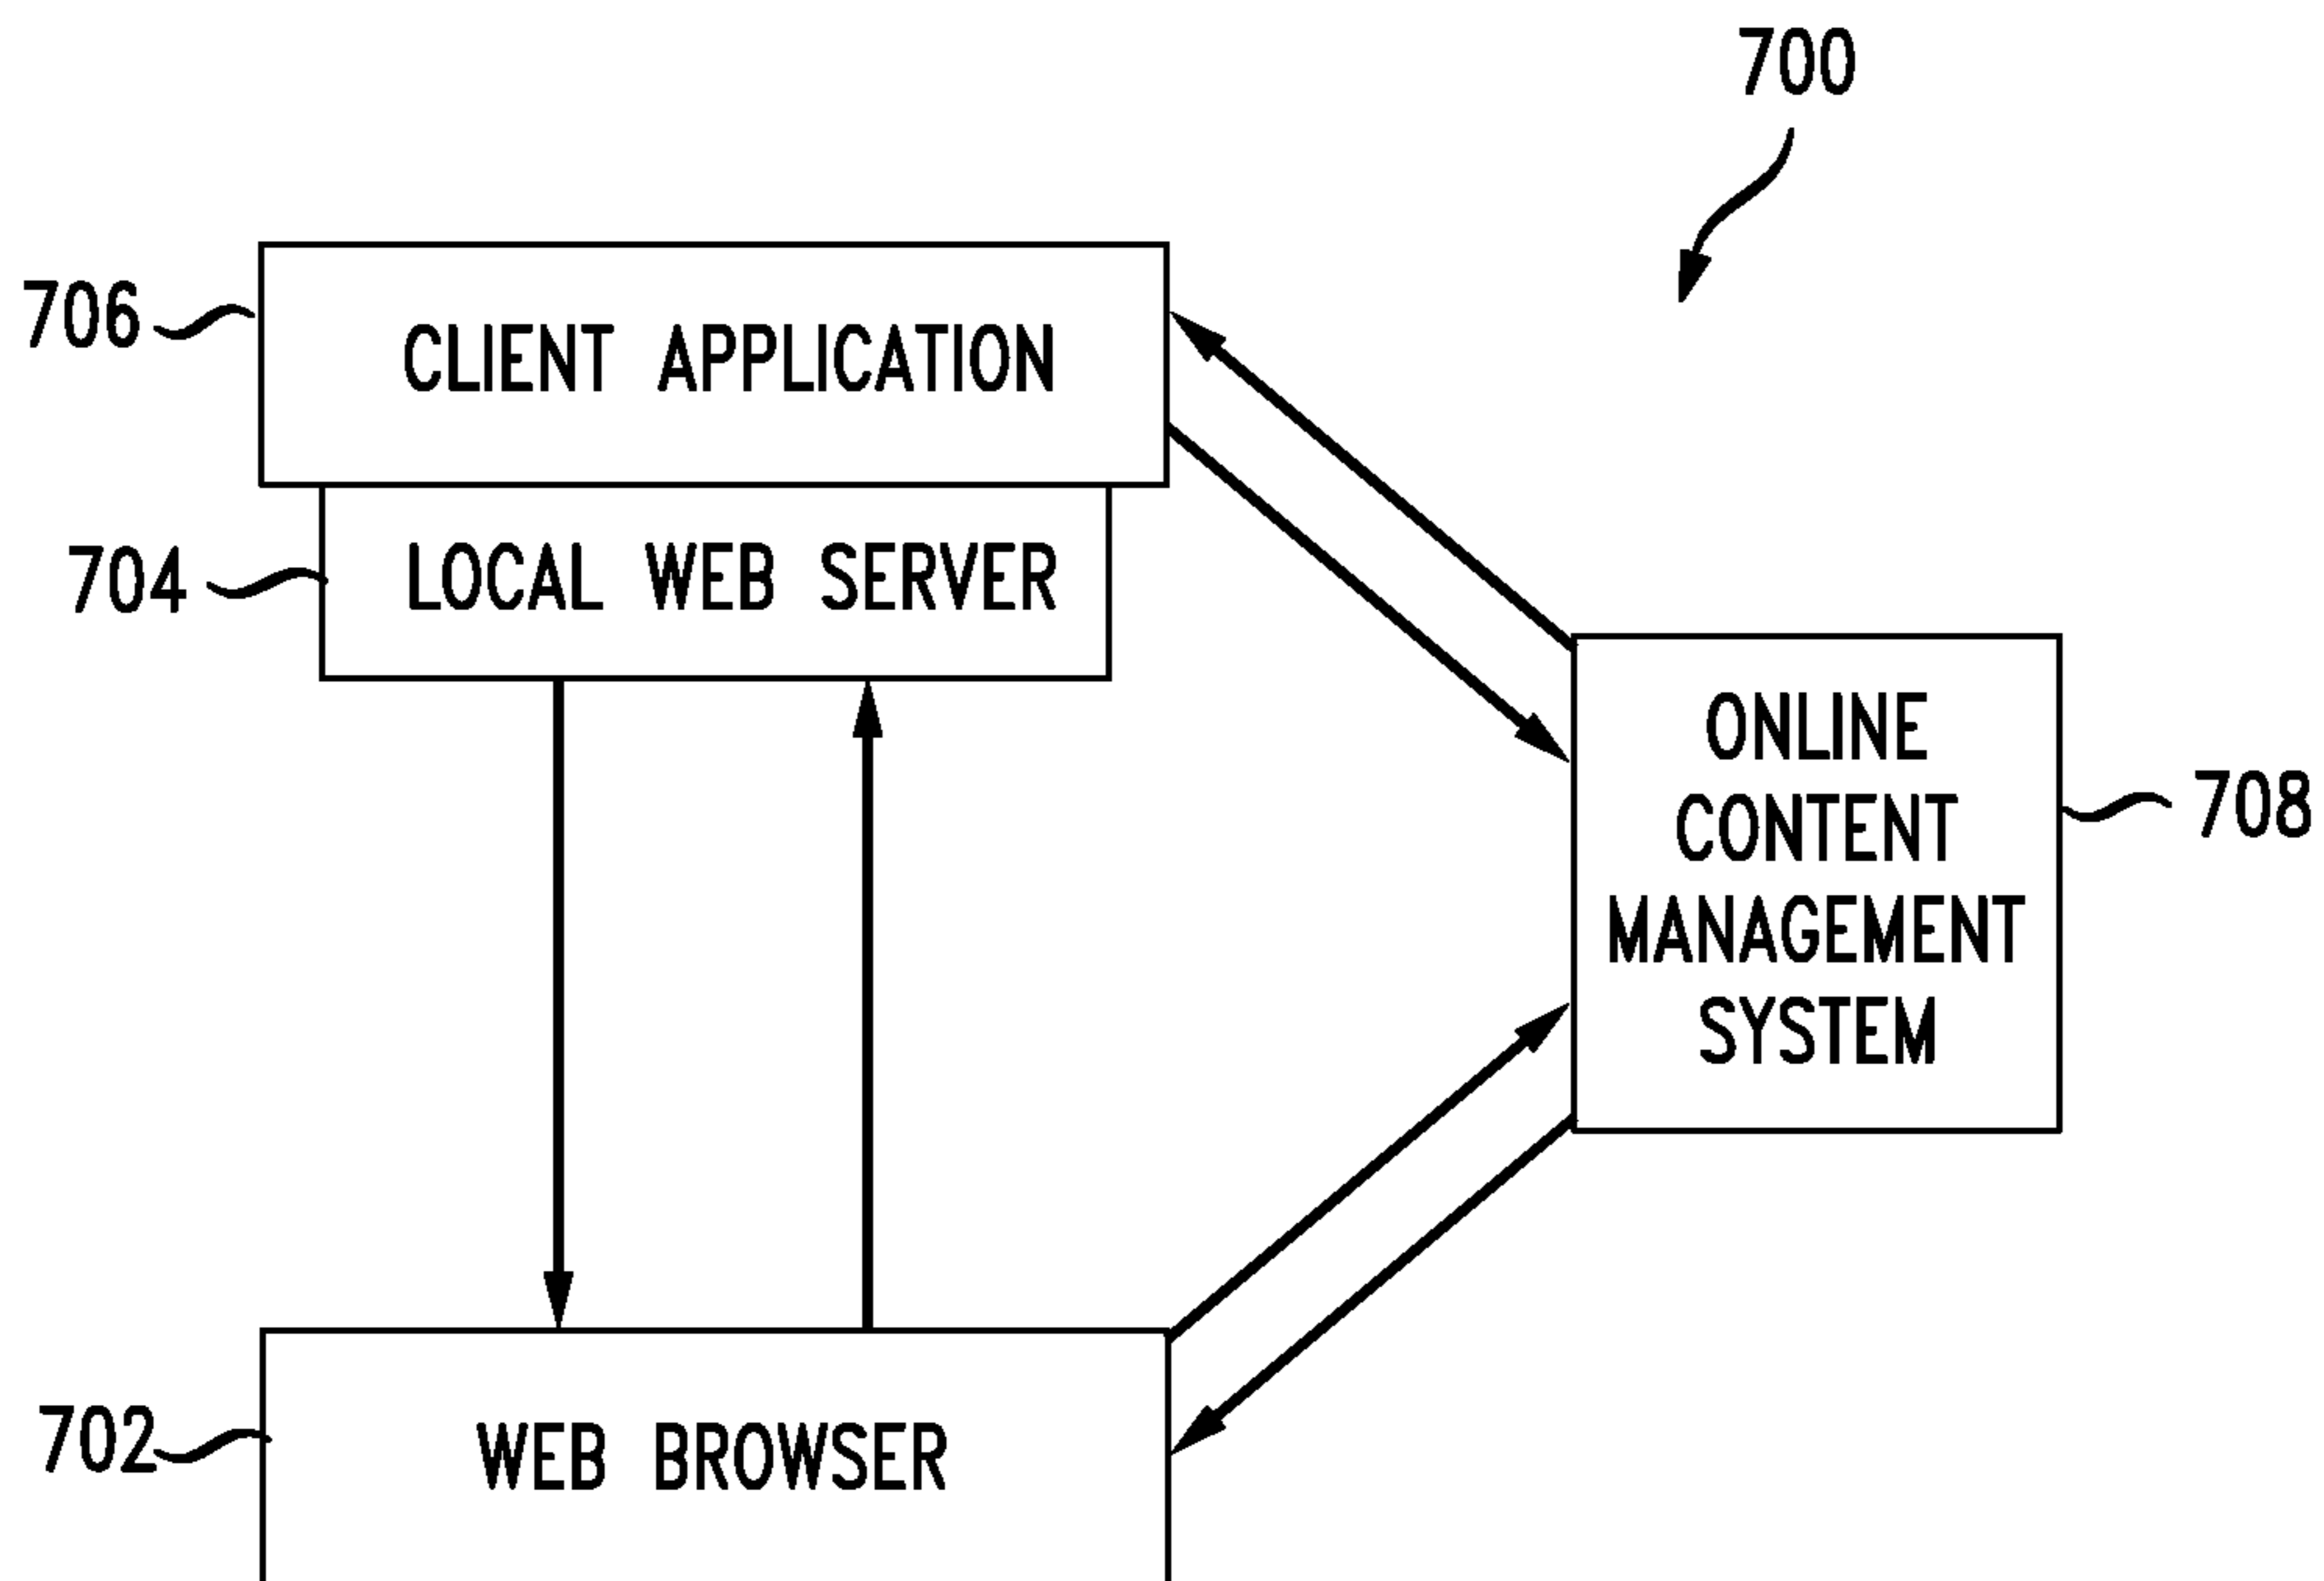 700
706
CLIENT APPLICATION
704
LOCAL WEB SERVER
ONLINE
CONTENT
MANAGEMENT
SYSTEM
708
702
WEB BROWSER